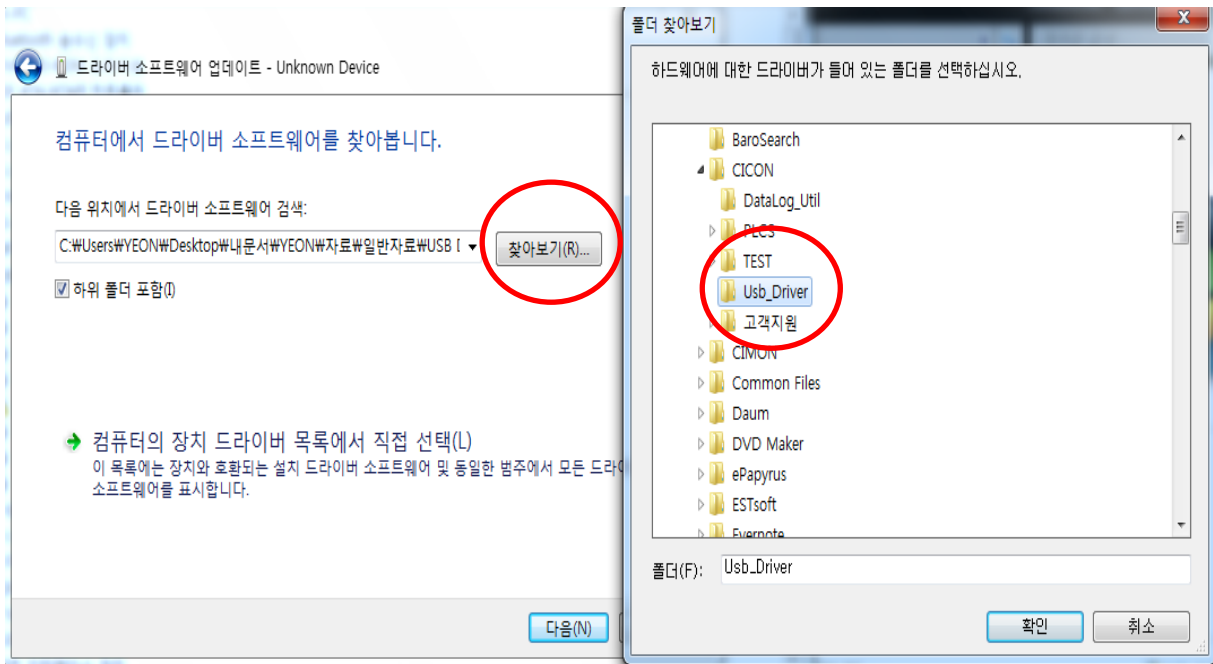 드라이버 소프트웨어 업데이트 - Unknown Device
컴퓨터에서 드라이버 소프트웨어를 찾아봅니다.
다음 위치에서 드라이버 소프트웨어 검색:
C:₩Users₩YEON₩Desktop₩내문서₩YEON₩자료₩일반자료₩USB
찾아보기(R)...
하위 폴더 포함(I)
컴퓨터의 장치 드라이버 목록에서 직접 선택(L)
이 목록에는 장치와 호환되는 설치 드라이버 소프트웨어 및 동일한 범주에서 모든
소프트웨어를 표시합니다.
다음(N)
폴더 찾아보기
하드웨어에 대한 드라이버가 들어 있는 폴더를 선택하십시오.
BaroSearch
CICON
DataLog_Util
PLCS
TEST
Usb_Driver
고객지원
CIMON
Common Files
Daum
DVD Maker
ePapyrus
ESTsoft
Evernote
폴더(F): Usb_Driver
확인
취소